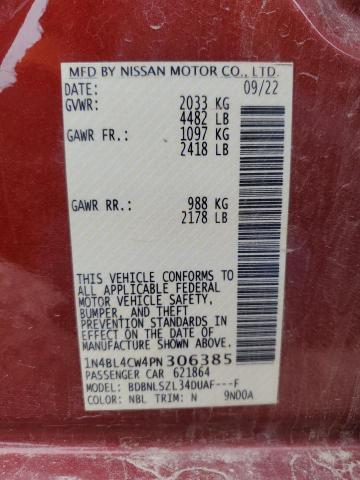 MFD BY NISSAN MOTOR CO., LTD.
DATE: 09/22
GVWR: 2033 KG
4482 LB
GAWR FR.: 1097 KG
2418 LB
GAWR RR.: 988 KG
2178 LB
THIS VEHICLE CONFORMS TO
ALL APPLICABLE FEDERAL
MOTOR VEHICLE SAFETY,
BUMPER, AND THEFT
PREVENTION STANDARDS
IN EFFECT ON THE DATE OF
MANUFACTURE SHOWN ABOVE.
1N4BL4CW4PN306385
PASSENGER CAR 621864
MODEL: BDBNLSZL34DUAF---F
COLOR: NBL TRIM: N 9N00A